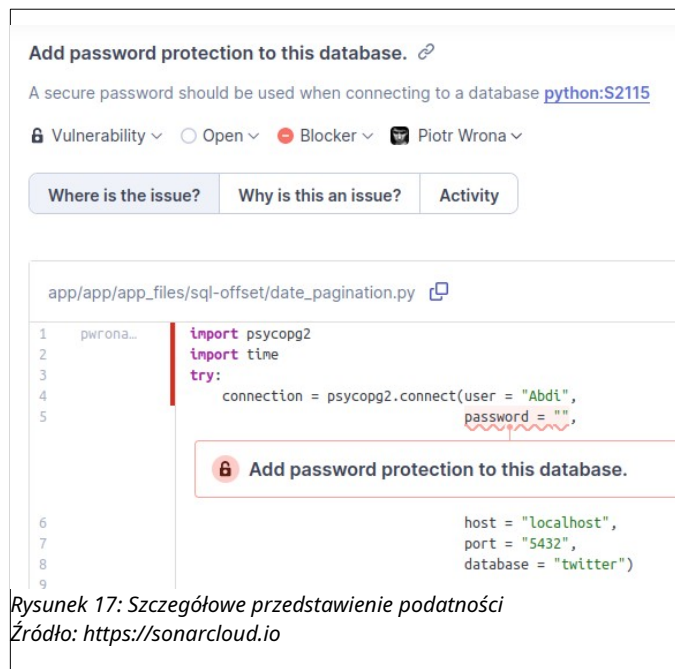 Add password protection to this database.
A secure password should be used when connecting to a database python:S2115
Vulnerability Open Blocker Piotr Wrona
Where is the issue? Why is this an issue? Activity
app/app/app_files/sql-offset/date_pagination.py
1 pwrona… import psycopg2
2 import time
3 try:
4 connection = psycopg2.connect(user = "Abdi",
5 password = "",
Add password protection to this database.
6 host = "localhost",
7 port = "5432",
8 database = "twitter")
9
Rysunek 17: Szczegółowe przedstawienie podatności
Źródło: https://sonarcloud.io